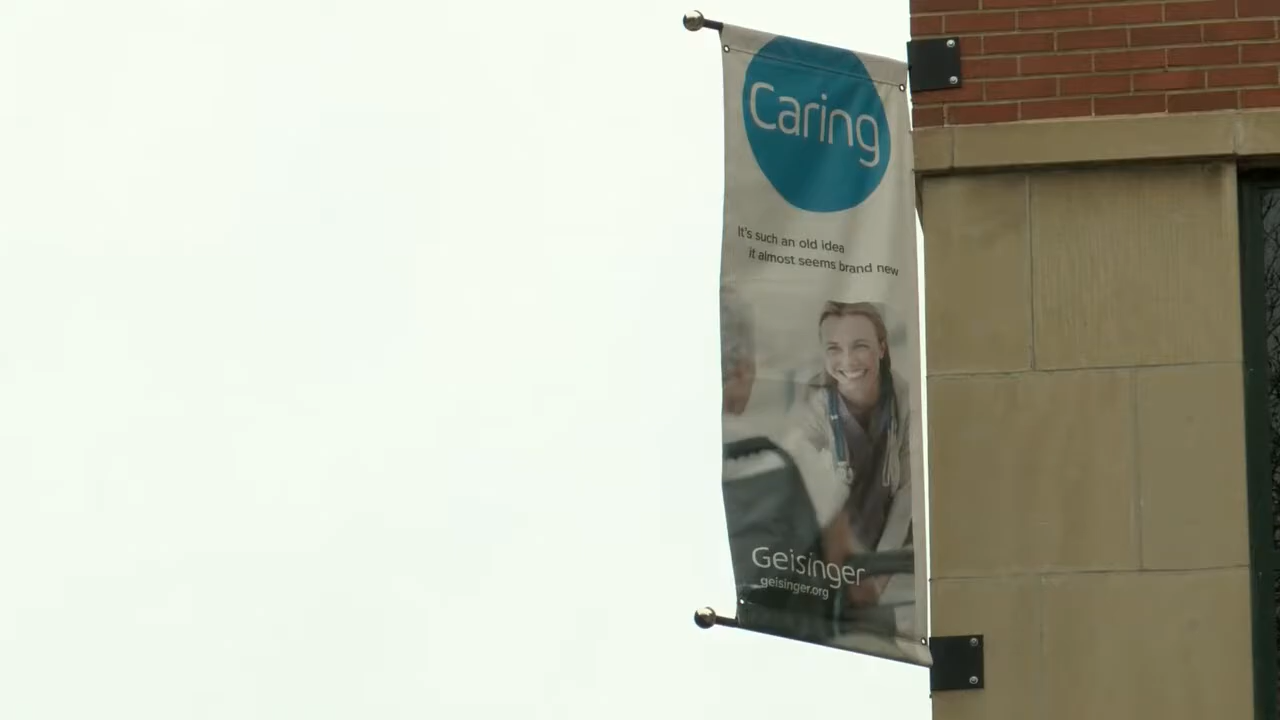 Caring
It's such an old idea
it almost seems brand new
Geisinger
geisinger.org